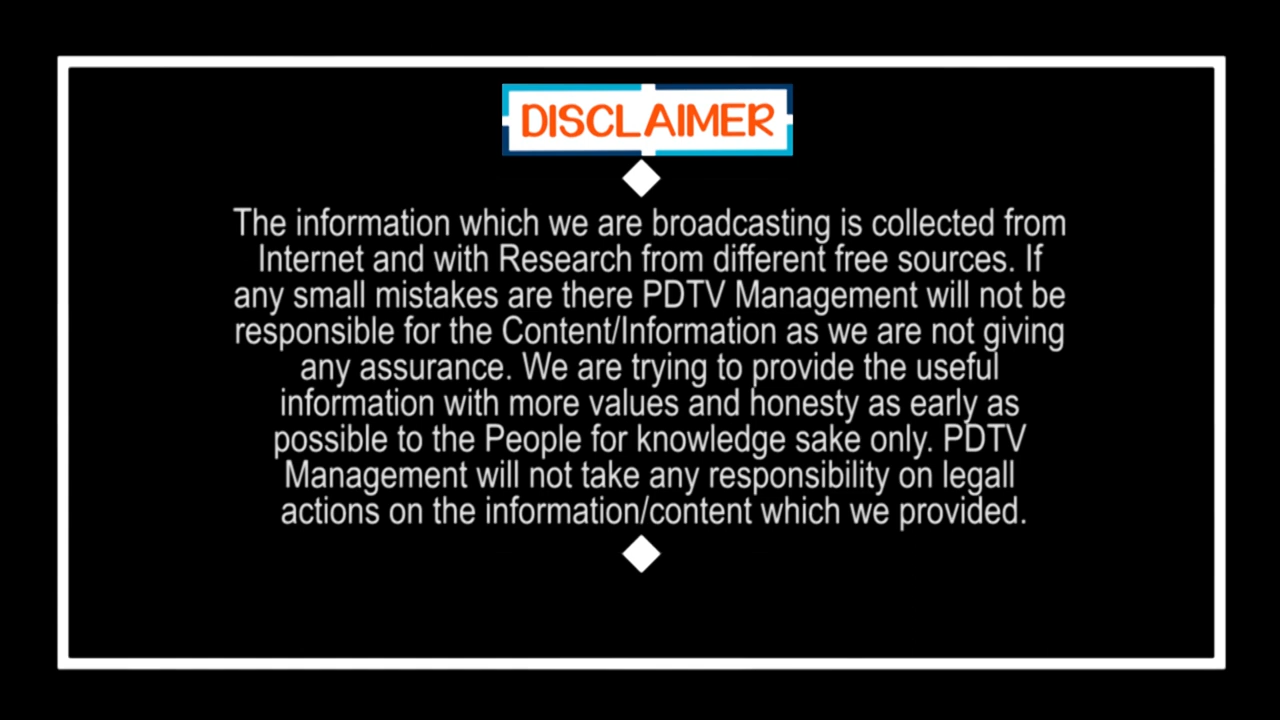 DISCLAIMER
The information which we are broadcasting is collected from
Internet and with Research from different free sources. If
any small mistakes are there PDTV Management will not be
responsible for the Content/Information as we are not giving
any assurance. We are trying to provide the useful
information with more values and honesty as early as
possible to the People for knowledge sake only. PDTV
Management will not take any responsibility on legall
actions on the information/content which we provided.